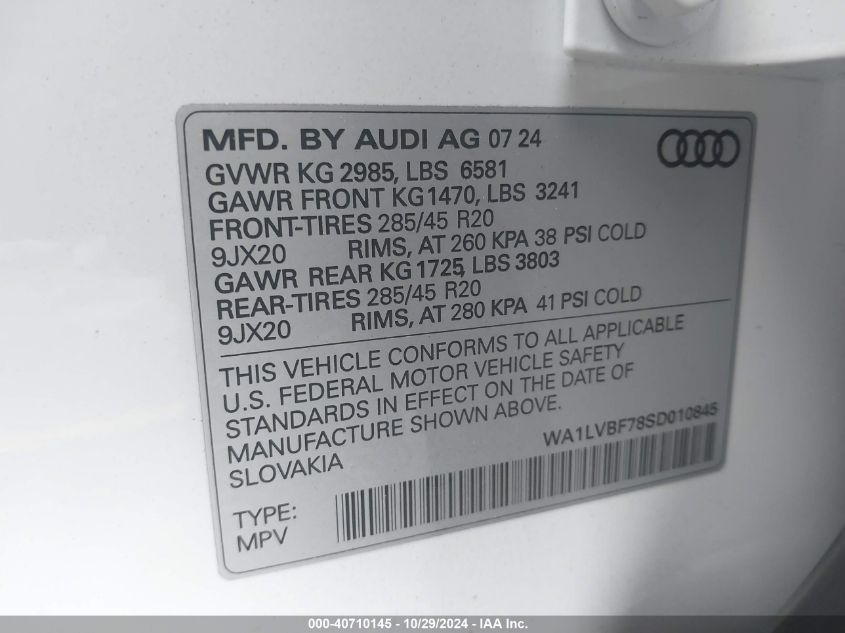 MFD. BY AUDI AG 07 24
GVWR KG 2985, LBS 6581
GAWR FRONT KG 1470, LBS 3241
FRONT-TIRES 285/45 R20
9JX20 RIMS, AT 260 KPA 38 PSI COLD
GAWR REAR KG 1725, LBS 3803
REAR-TIRES 285/45 R20
9JX20 RIMS, AT 280 KPA 41 PSI COLD
THIS VEHICLE CONFORMS TO ALL APPLICABLE
U.S. FEDERAL MOTOR VEHICLE SAFETY
STANDARDS IN EFFECT ON THE DATE OF
MANUFACTURE SHOWN ABOVE.
SLOVAKIA
WA1LVBF78SD010845
TYPE:
MPV
000-40710145 - 10/29/2024 - IAA Inc.